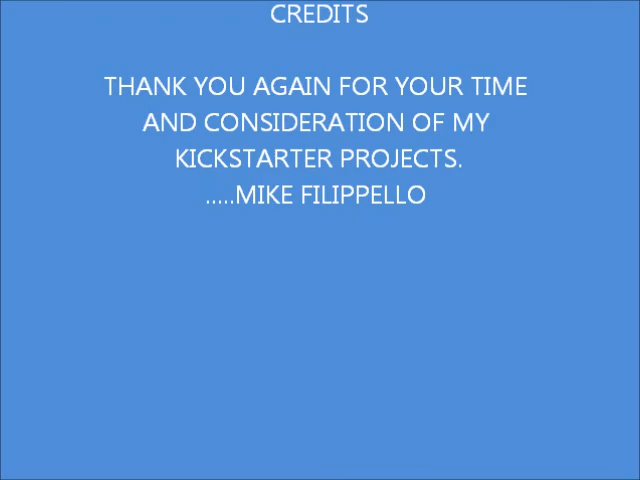 CREDITS
THANK YOU AGAIN FOR YOUR TIME
AND CONSIDERATION OF MY
KICKSTARTER PROJECTS.
.....MIKE FILIPPELLO